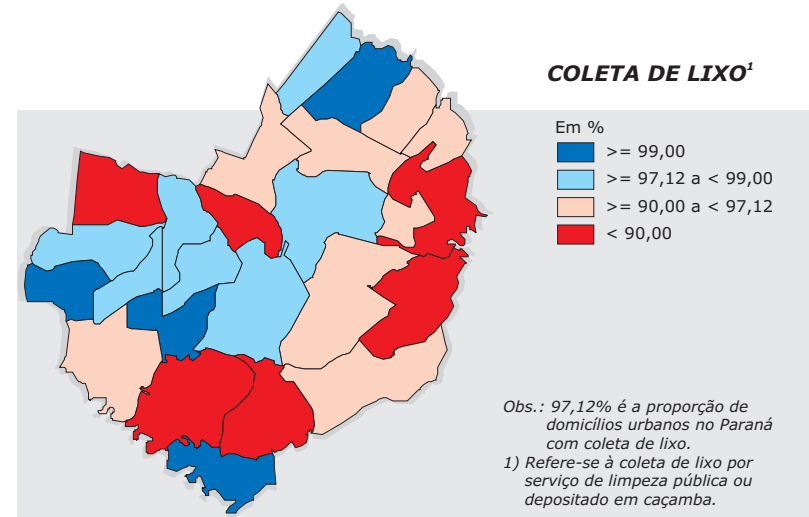 COLETA DE LIXO¹
Em %
>= 99,00
>= 97,12 a < 99,00
>= 90,00 a < 97,12
< 90,00
Obs.: 97,12% é a proporção de
domicílios urbanos no Paraná
com coleta de lixo.
1) Refere-se à coleta de lixo por
serviço de limpeza pública ou
depositado em caçamba.